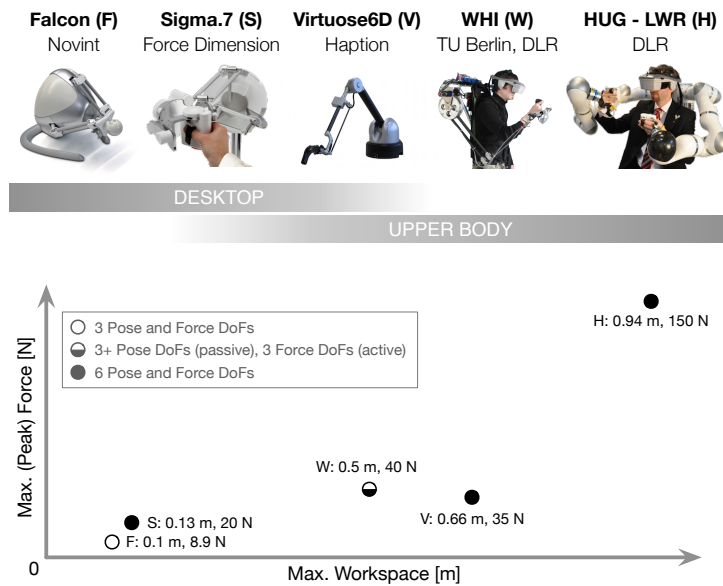 Falcon (F)
Novint
Sigma.7 (S)
Force Dimension
Virtuose6D (V)
Haption
WHI (W)
TU Berlin, DLR
HUG - LWR (H)
DLR
DESKTOP
UPPER BODY
Max. (Peak) Force [N]
3 Pose and Force DoFs
3+ Pose DoFs (passive), 3 Force DoFs (active)
6 Pose and Force DoFs
H: 0.94 m, 150 N
W: 0.5 m, 40 N
V: 0.66 m, 35 N
S: 0.13 m, 20 N
F: 0.1 m, 8.9 N
0
Max. Workspace [m]